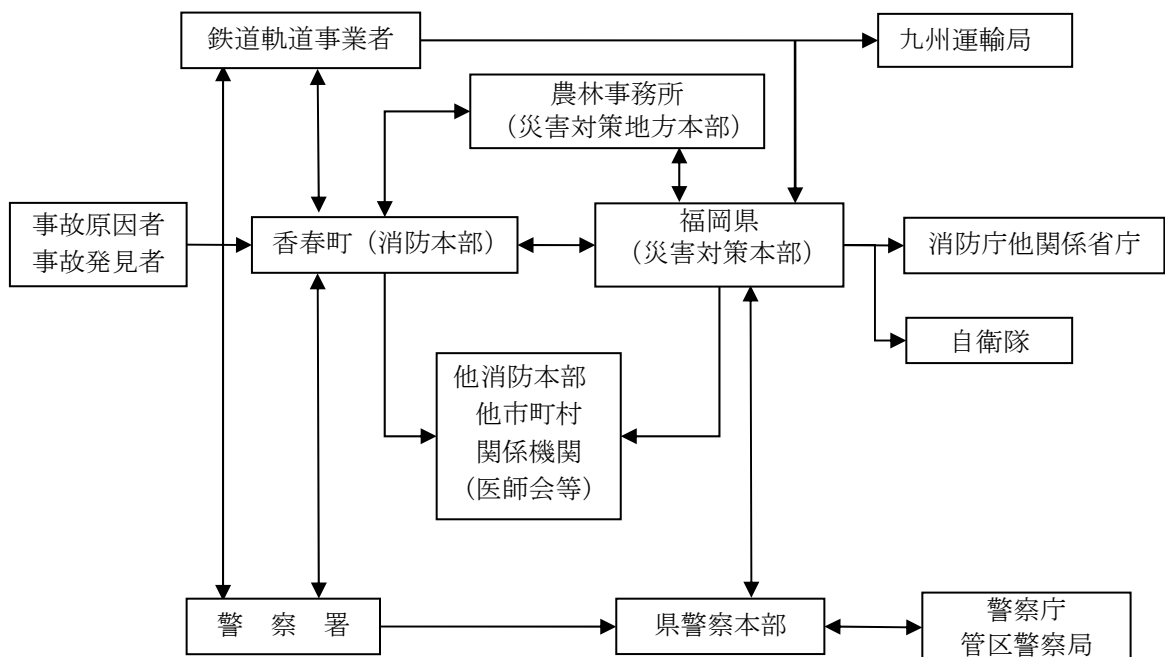 鉄道軌道事業者
九州運輸局
農林事務所
（災害対策地方本部）
事故原因者
事故発見者
香春町（消防本部）
福岡県
（災害対策本部）
消防庁他関係省庁
自衛隊
他消防本部
他市町村
関係機関
（医師会等）
警　察　署
県警察本部
警察庁
管区警察局